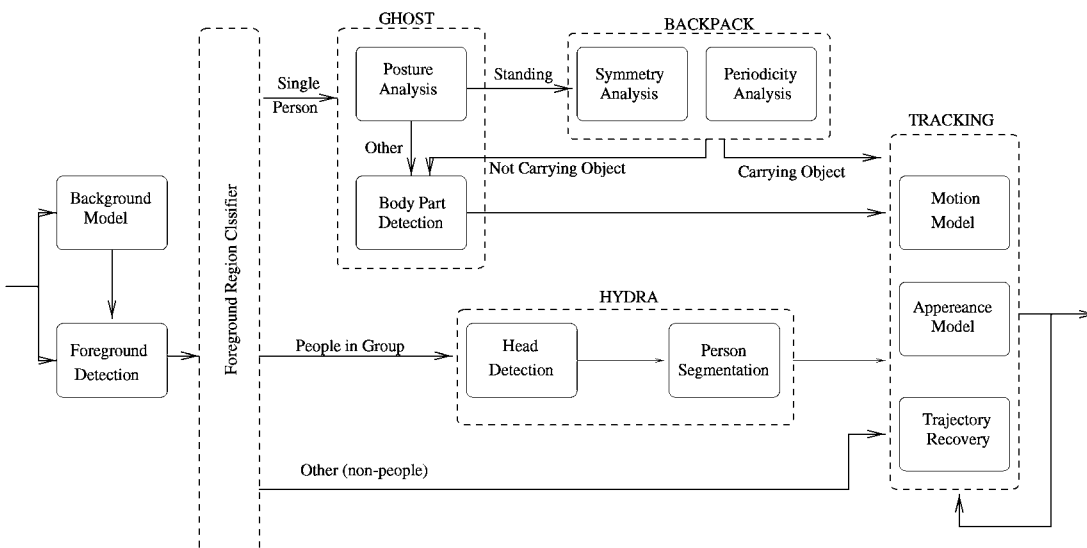 GHOST
BACKPACK
Posture
Analysis
Standing
Symmetry
Analysis
Periodicity
Analysis
Single
Person
TRACKING
Other
Not Carrying Object
Carrying Object
Background
Model
Body Part
Detection
Motion
Model
Foreground Region Clssifier
HYDRA
Appereance
Model
Foreground
Detection
People in Group
Head
Detection
Person
Segmentation
Trajectory
Recovery
Other (non-people)